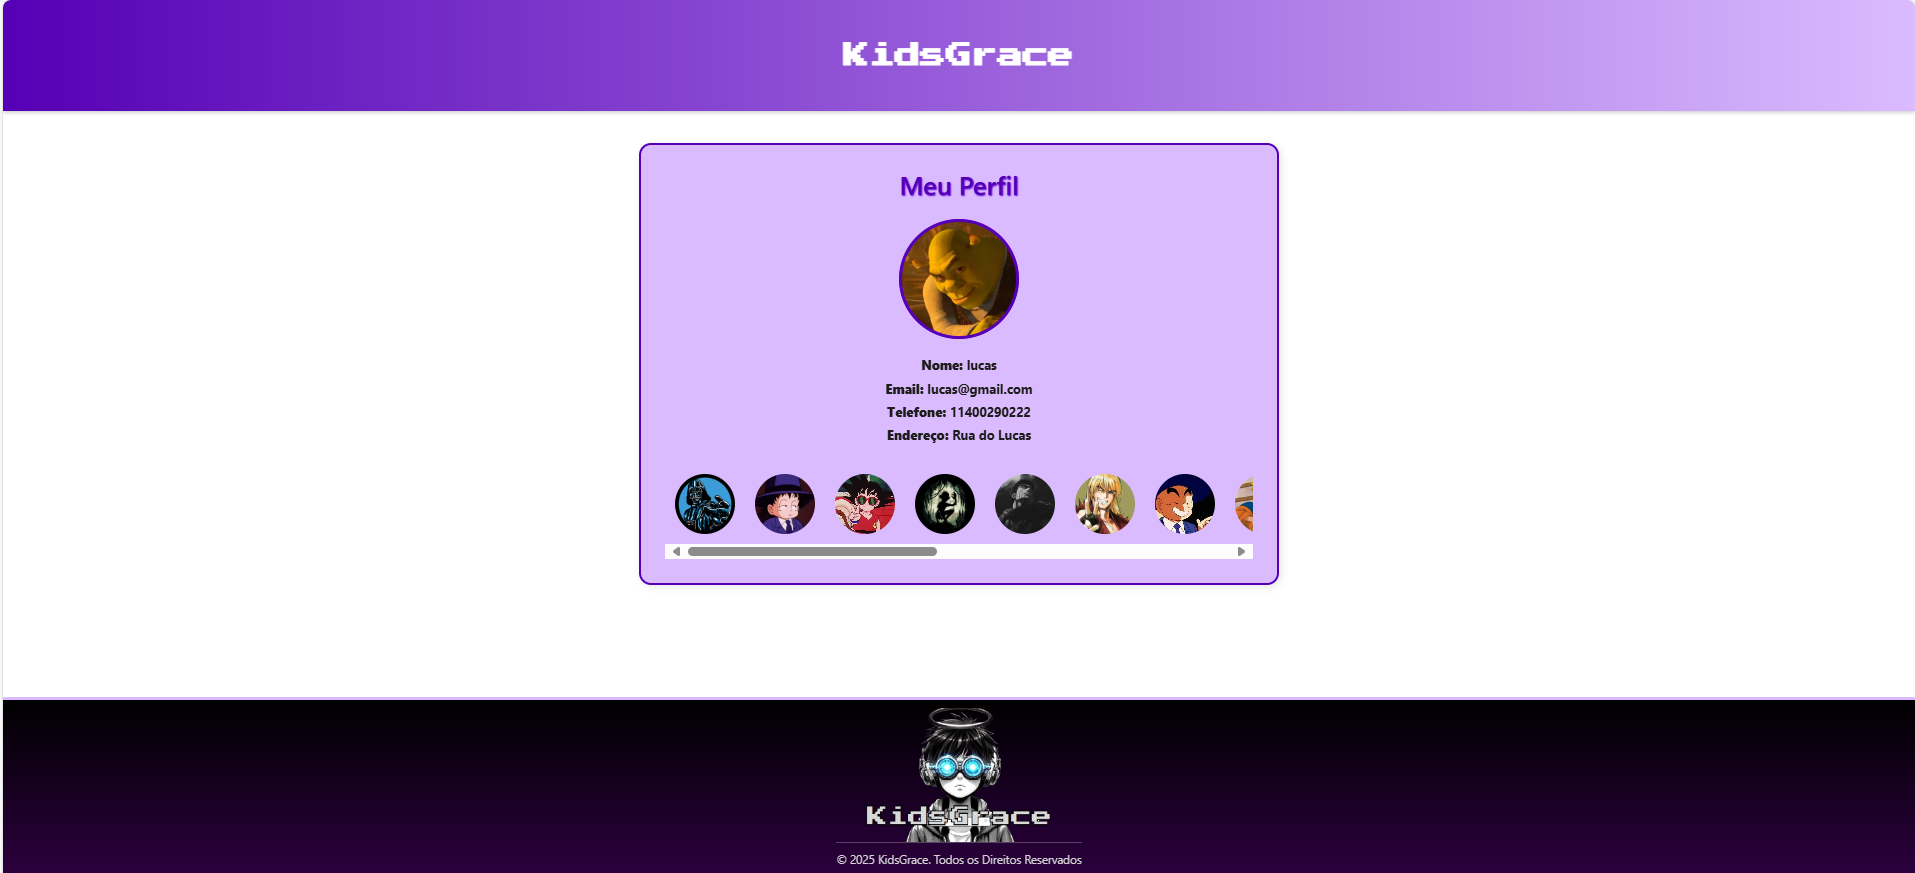 KidsGrace
Meu Perfil
Nome: lucas
Email: lucas@gmail.com
Telefone: 11400290222
Endereço: Rua do Lucas
KidsGrace
© 2025 KidsGrace. Todos os Direitos Reservados